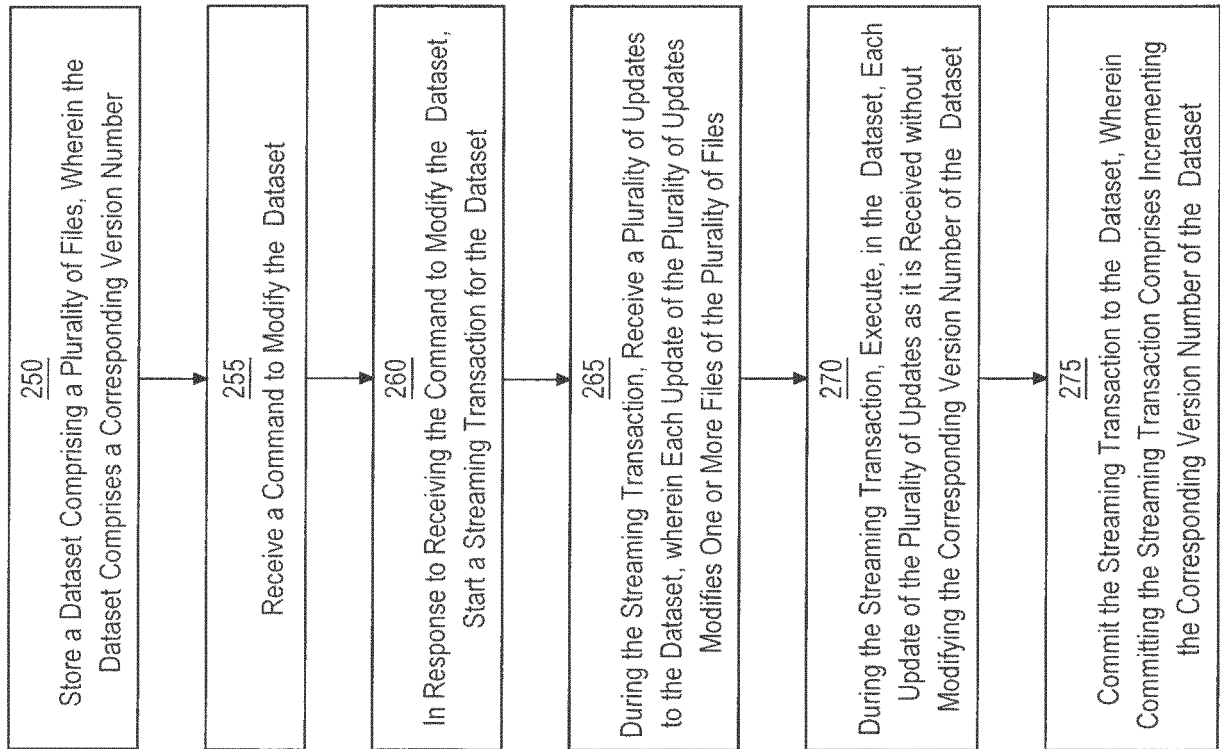 250
Store a Dataset Comprising a Plurality of Files, Wherein the
Dataset Comprises a Corresponding Version Number
255
Receive a Command to Modify the Dataset
260
In Response to Receiving the Command to Modify the Dataset,
Start a Streaming Transaction for the Dataset
265
During the Streaming Transaction, Receive a Plurality of Updates
to the Dataset, wherein Each Update of the Plurality of Updates
Modifies One or More Files of the Plurality of Files
270
During the Streaming Transaction, Execute, in the Dataset, Each
Update of the Plurality of Updates as it is Received without
Modifying the Corresponding Version Number of the Dataset
275
Commit the Streaming Transaction to the Dataset, Wherein
Committing the Streaming Transaction Comprises Incrementing
the Corresponding Version Number of the Dataset